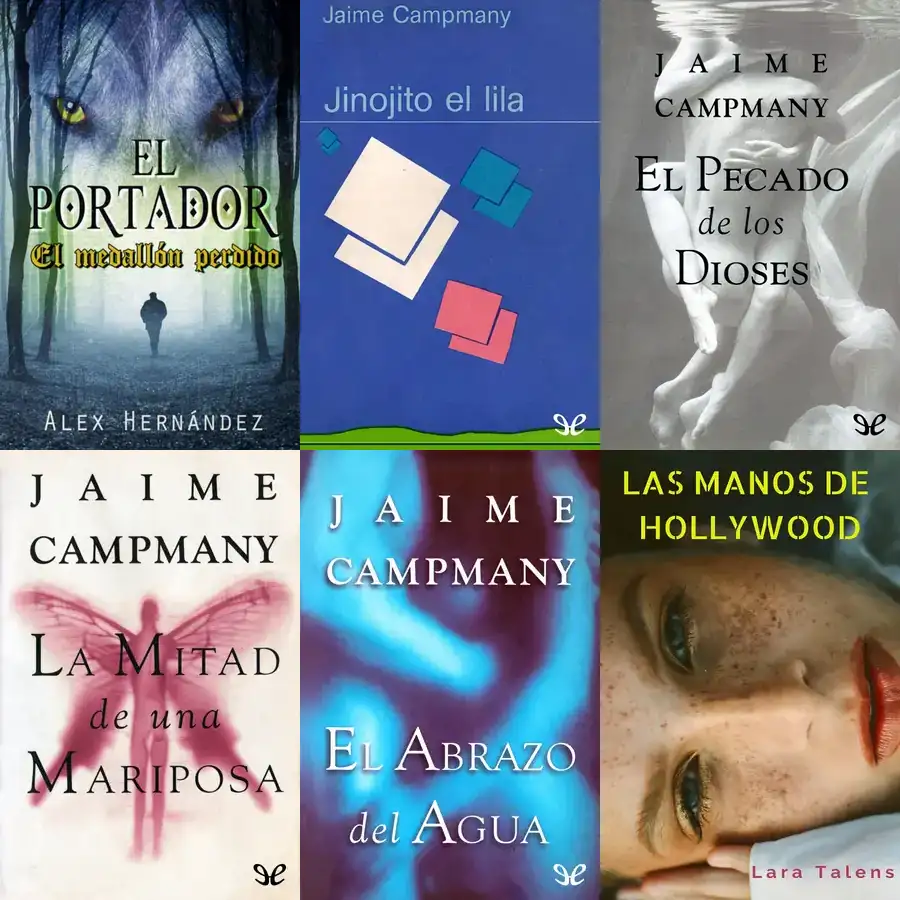 EL
PORTADOR
El medallón perdido
ALEX HERNÁNDEZ
Jaime Campmany
Jinojito el lila
JAIME
CAMPMANY
EL PECADO
de los
DIOSES
JAIME
CAMPMANY
LA MITAD
de una
MARIPOSA
JAIME
CAMPMANY
EL ABRAZO
del AGUA
LAS MANOS DE
HOLLYWOOD
Lara Talens